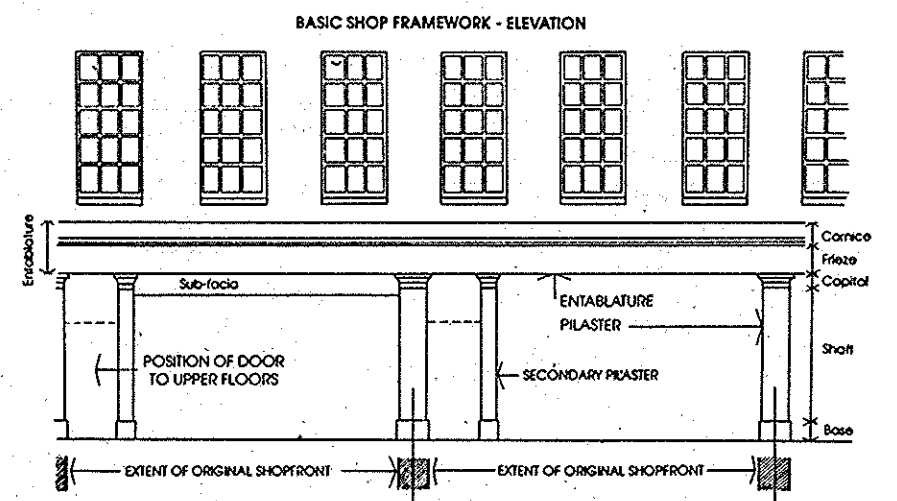 BASIC SHOP FRAMEWORK - ELEVATION
Entablature
Cornice
Frieze
Capital
Sub-facia
ENTABLATURE
PILASTER
Shaft
POSITION OF DOOR
TO UPPER FLOORS
SECONDARY PILASTER
Base
EXTENT OF ORIGINAL SHOPFRONT
EXTENT OF ORIGINAL SHOPFRONT